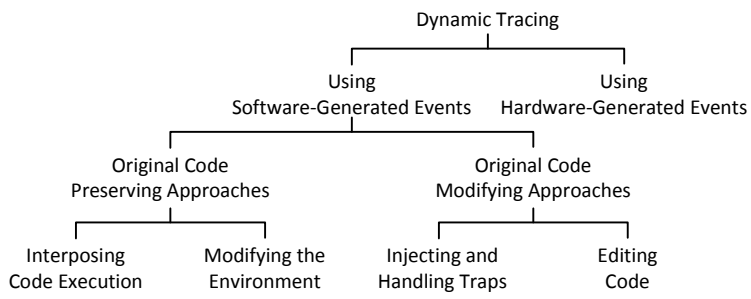 Dynamic Tracing
Using
Software-Generated Events
Using
Hardware-Generated Events
Original Code
Preserving Approaches
Original Code
Modifying Approaches
Interposing
Code Execution
Modifying the
Environment
Injecting and
Handling Traps
Editing
Code